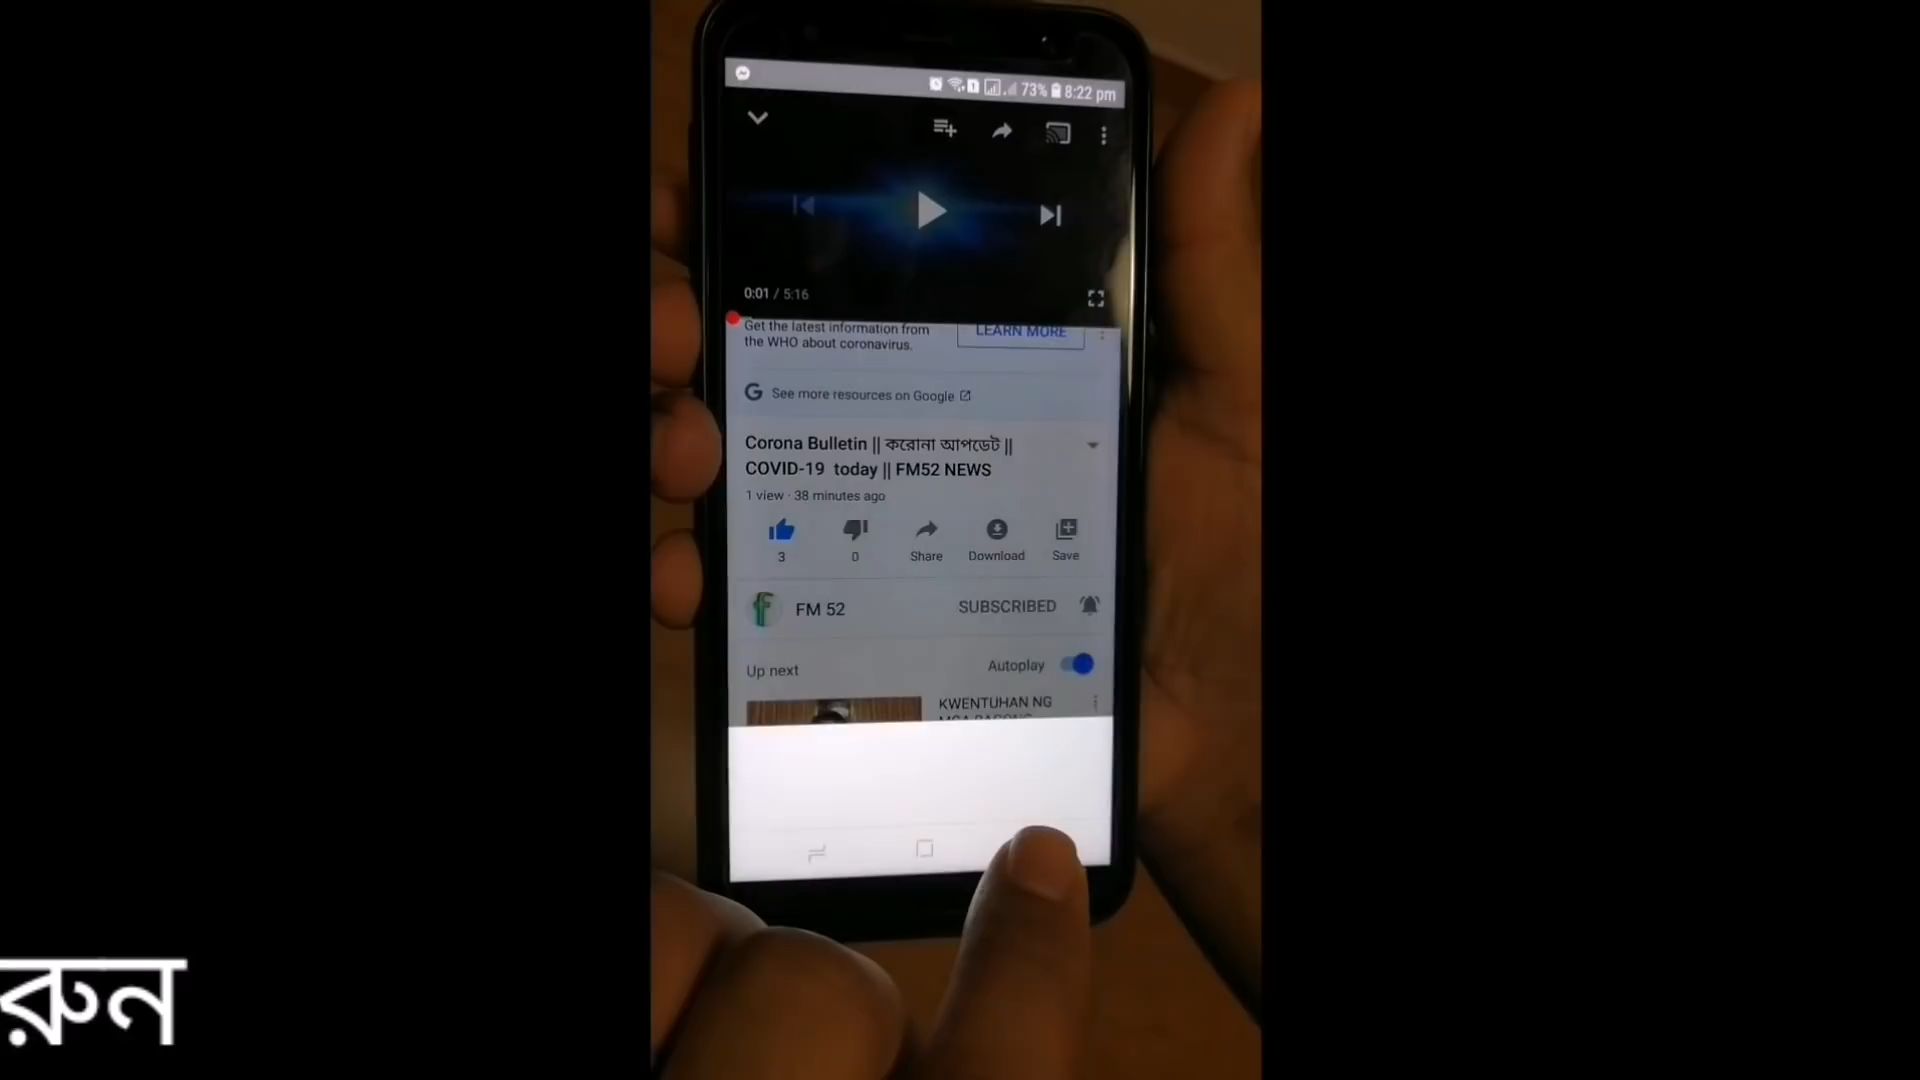 73% 8:22 pm
0:01 / 5:16
Get the latest information from
the WHO about coronavirus.
LEARN MORE
See more resources on Google
Corona Bulletin || করোনা আপডেট ||
COVID-19 today || FM52 NEWS
1 view · 38 minutes ago
3
0
Share
Download
Save
FM 52
SUBSCRIBED
Up next
Autoplay
KWENTUHAN NG
রুন